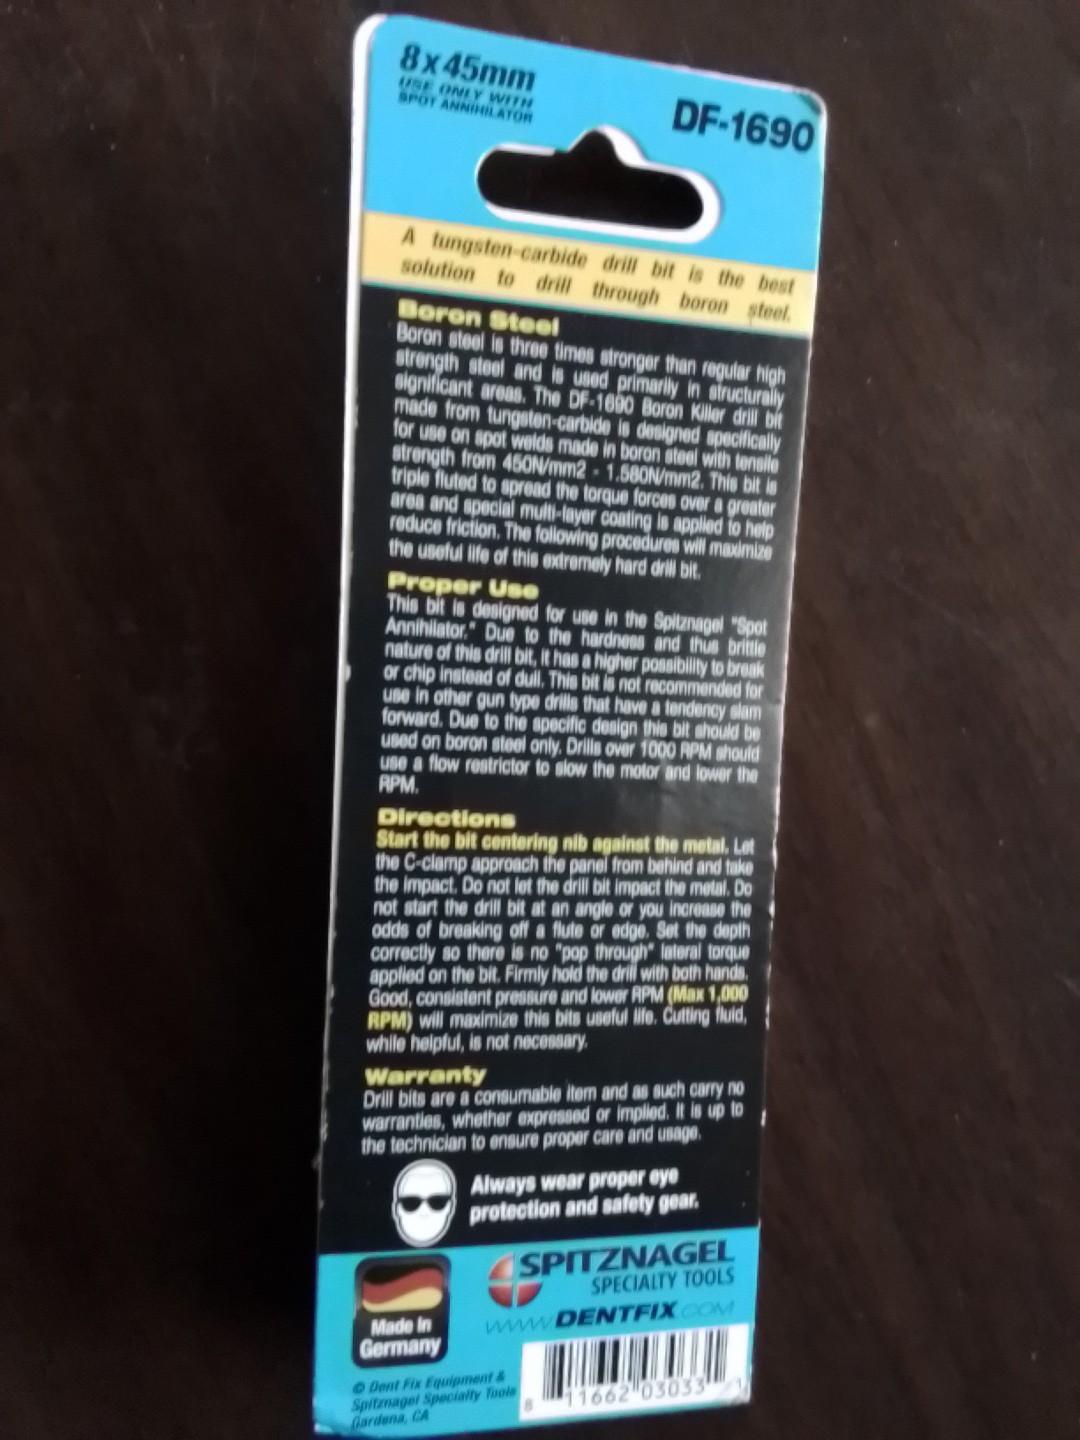 8x45mm
USE ONLY WITH
SPOT ANNIHILATOR
DF-1690
A tungsten-carbide drill bit is the best
solution to drill through boron steel.
Boron Steel
Boron steel is three times stronger than regular high
strength steel and is used primarily in structurally
significant areas. The DF-1690 Boron Killer drill bit
made from tungsten-carbide is designed specifically
for use on spot welds made in boron steel with tensile
strength from 450N/mm2 - 1.580N/mm2. This bit is
triple fluted to spread the torque forces over a greater
area and special multi-layer coating is applied to help
reduce friction. The following procedures will maximize
the useful life of this extremely hard drill bit.
Proper Use
This bit is designed for use in the Spitznagel "Spot
Annihilator." Due to the hardness and thus brittle
nature of this drill bit, it has a higher possibility to break
or chip instead of dull. This bit is not recommended for
use in other gun type drills that have a tendency slam
forward. Due to the specific design this bit should be
used on boron steel only. Drills over 1000 RPM should
use a flow restrictor to slow the motor and lower the
RPM.
Directions
Start the bit centering nib against the metal. Let
the C-clamp approach the panel from behind and take
the impact. Do not let the drill bit impact the metal. Do
not start the drill bit at an angle or you increase the
odds of breaking off a flute or edge. Set the depth
correctly so there is no "pop through" lateral torque
applied on the bit. Firmly hold the drill with both hands.
Good, consistent pressure and lower RPM (Max 1,000
RPM) will maximize this bits useful life. Cutting fluid,
while helpful, is not necessary.
Warranty
Drill bits are a consumable item and as such carry no
warranties, whether expressed or implied. It is up to
the technician to ensure proper care and usage.
Always wear proper eye
protection and safety gear.
SPITZNAGEL
SPECIALTY TOOLS
WWW.DENTFIX.COM
Made In
Germany
© Dent Fix Equipment &
Spitznagel Specialty Tools
Gardena, CA
8 11662 03033 1